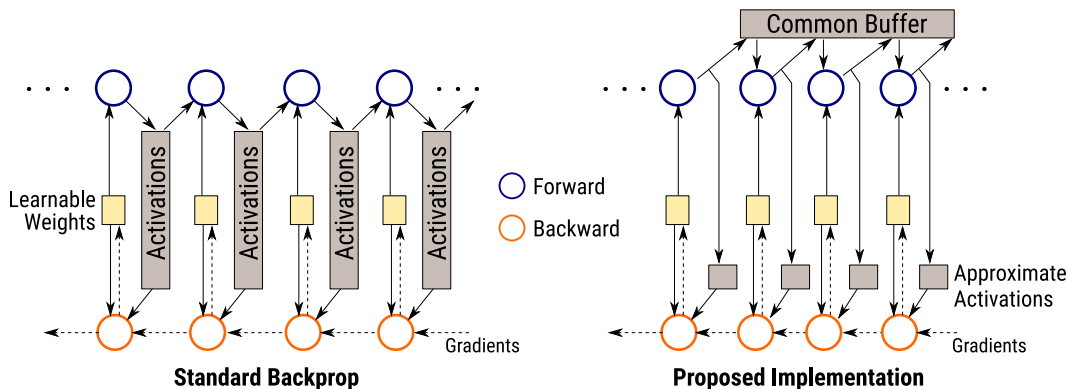 Common Buffer
. . .
. . .
. . .
. . .
Activations
Activations
Activations
Activations
Learnable
Weights
Forward
Backward
Approximate
Activations
Gradients
Gradients
Standard Backprop
Proposed Implementation